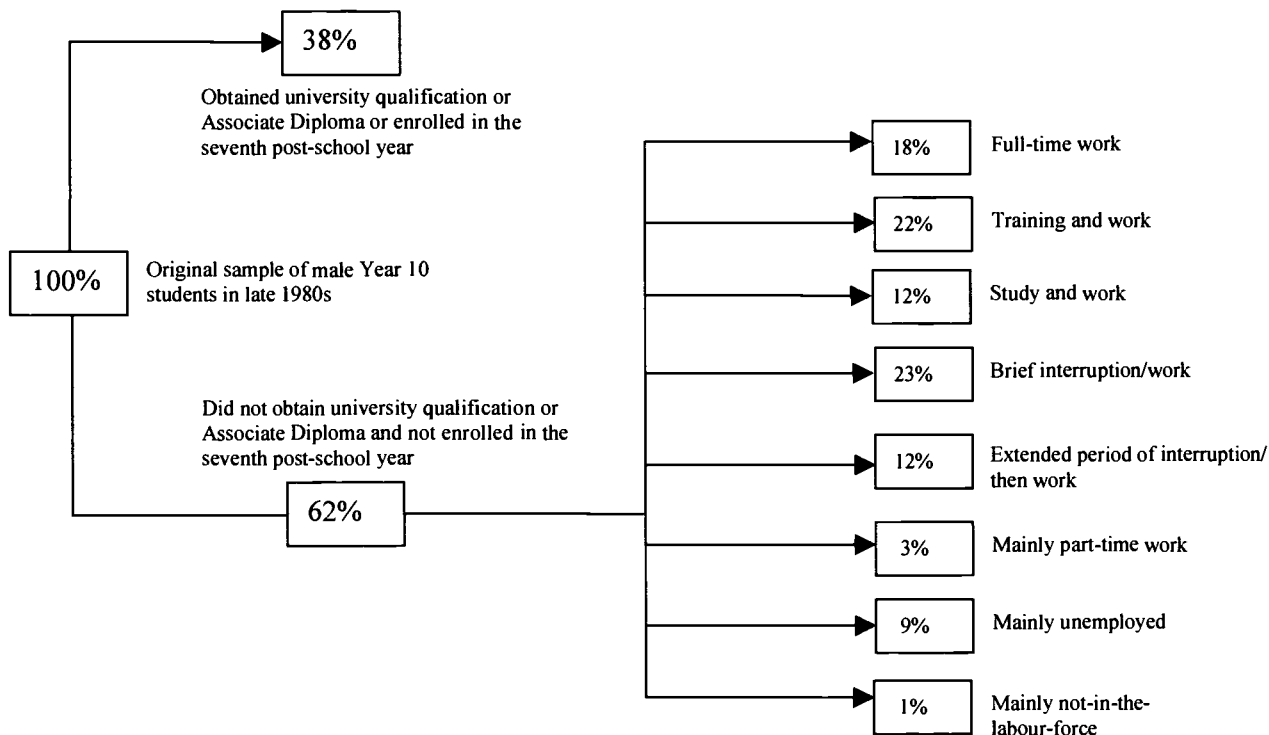 38%
Obtained university qualification or
Associate Diploma or enrolled in the
seventh post-school year
100%
Original sample of male Year 10
students in late 1980s
Did not obtain university qualification or
Associate Diploma and not enrolled in the
seventh post-school year
62%
18%
Full-time work
22%
Training and work
12%
Study and work
23%
Brief interruption/work
12%
Extended period of interruption/
then work
3%
Mainly part-time work
9%
Mainly unemployed
1%
Mainly not-in-the-
labour-force